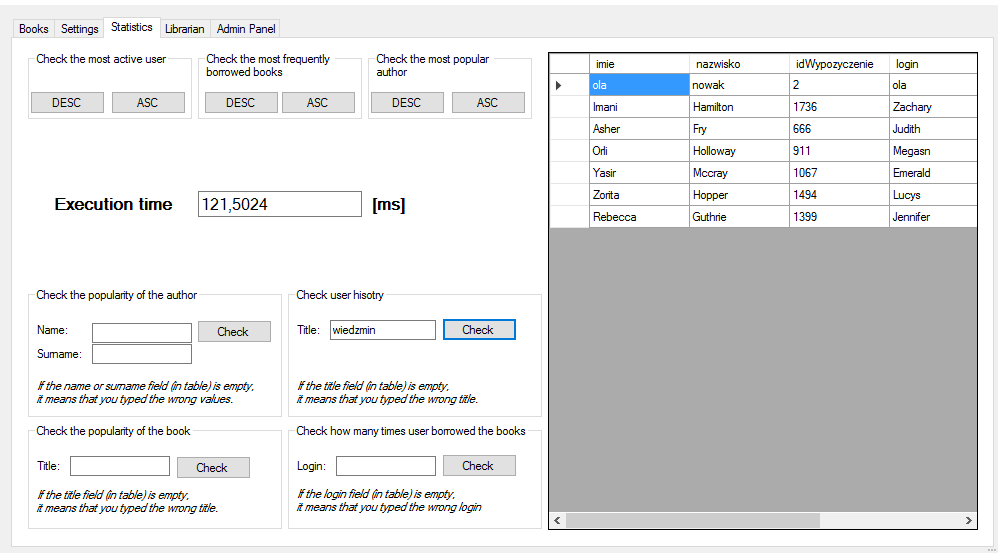 Books Settings Statistics Librarian Admin Panel
Check the most active user
DESC ASC
Check the most frequently
borrowed books
DESC ASC
Check the most popular
author
DESC ASC
Execution time 121,5024 [ms]
Check the popularity of the author
Name: Check
Surname:
If the name or surname field (in table) is empty,
it means that you typed the wrong values.
Check user hisotry
Title: wiedzmin Check
If the title field (in table) is empty,
it means that you typed the wrong title.
Check the popularity of the book
Title: Check
If the title field (in table) is empty,
it means that you typed the wrong title.
Check how many times user borrowed the books
Login: Check
If the login field (in table) is empty,
it means that you typed the wrong login
imie nazwisko idWypozyczenie login
ola nowak 2 ola
Imani Hamilton 1736 Zachary
Asher Fry 666 Judith
Orli Holloway 911 Megasn
Yasir Mccray 1067 Emerald
Zorita Hopper 1494 Lucys
Rebecca Guthrie 1399 Jennifer